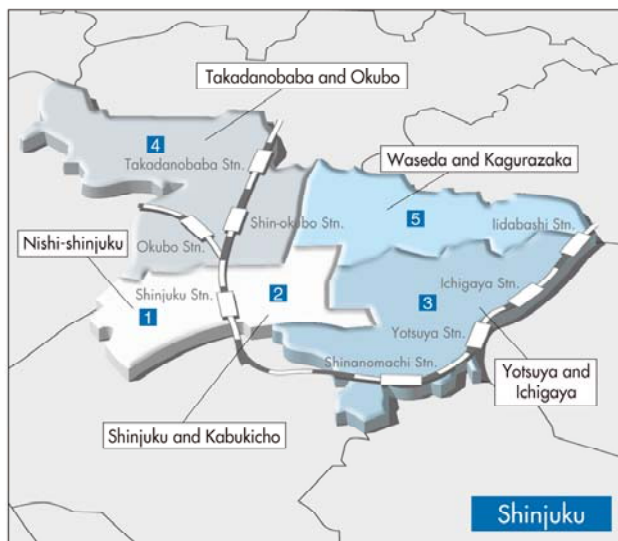 Takadanobaba and Okubo
4
Takadanobaba Stn.
Waseda and Kagurazaka
5
Iidabashi Stn.
Shin-okubo Stn.
Okubo Stn.
Nishi-shinjuku
Shinjuku Stn.
1
2
Ichigaya Stn.
3
Yotsuya Stn.
Shinanomachi Stn.
Yotsuya and
Ichigaya
Shinjuku and Kabukicho
Shinjuku